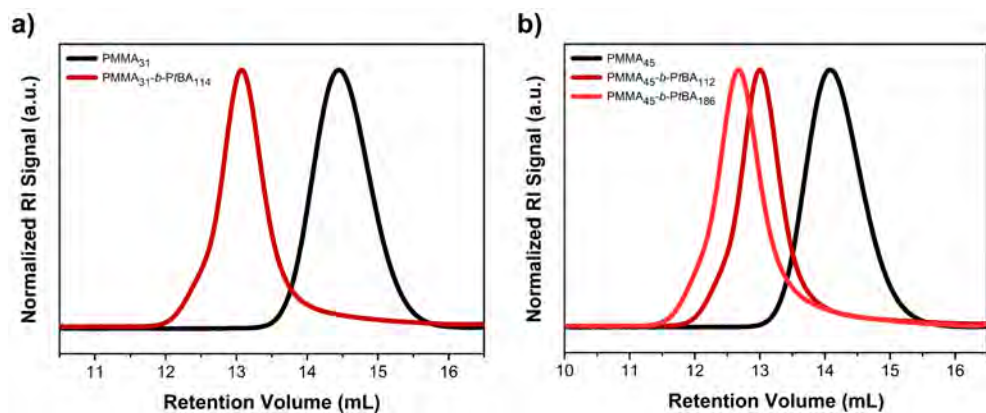 a)
PMMA31
PMMA31-b-PtBA114
Normalized RI Signal (a.u.)
11 12 13 14 15 16
Retention Volume (mL)
b)
PMMA45
PMMA45-b-PtBA112
PMMA45-b-PtBA186
Normalized RI Signal (a.u.)
10 11 12 13 14 15 16
Retention Volume (mL)